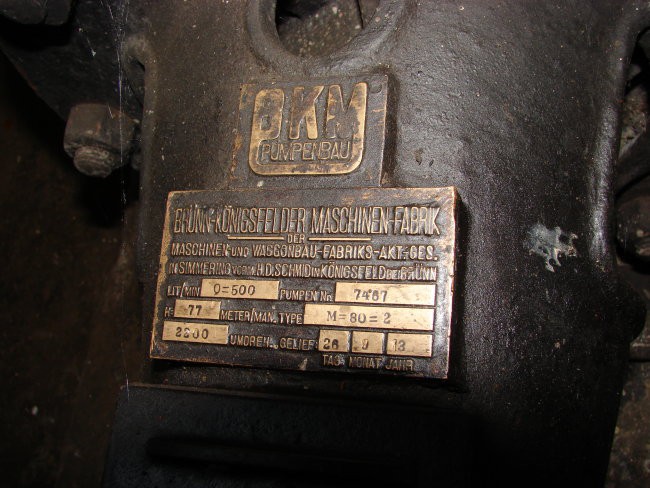 BKM
PUMPENBAU
BRÜNN-KÖNIGSFELDER MASCHINEN-FABRIK
DER
MASCHINEN UND WAGGONBAU-FABRIKS-AKT.-GES.
IN SIMMERING VORM. H.D. SCHMID IN KÖNIGSFELD BEI BRÜNN
LIT/MIN Q=500 PUMPEN No. 7467
H= 77 METER/MAN. TYPE M=80=2
UMDREH. GELIEF. 26 9 13
TAG MONAT JAHR